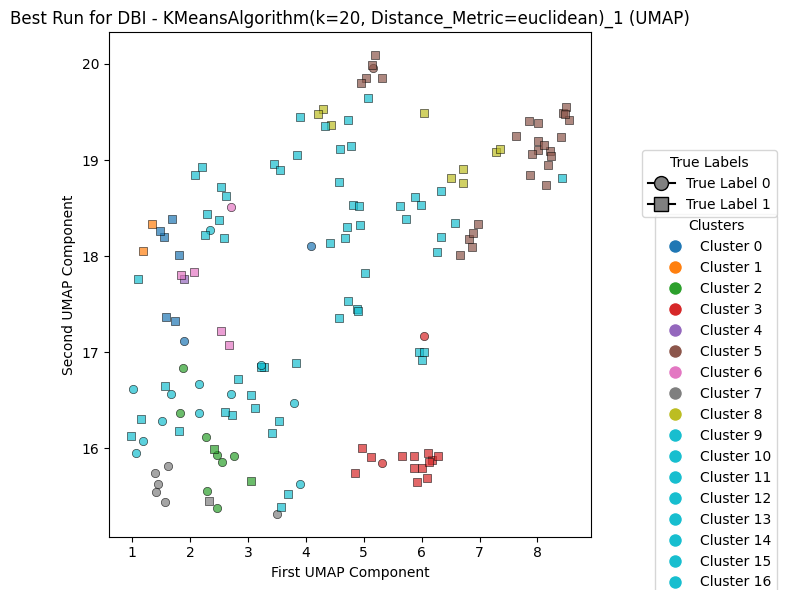 Best Run for DBI - KMeansAlgorithm(k=20, Distance_Metric=euclidean)_1 (UMAP)
20
19
18
17
16
Second UMAP Component
1 2 3 4 5 6 7 8
First UMAP Component
True Labels
True Label 0
True Label 1
Clusters
Cluster 0
Cluster 1
Cluster 2
Cluster 3
Cluster 4
Cluster 5
Cluster 6
Cluster 7
Cluster 8
Cluster 9
Cluster 10
Cluster 11
Cluster 12
Cluster 13
Cluster 14
Cluster 15
Cluster 16